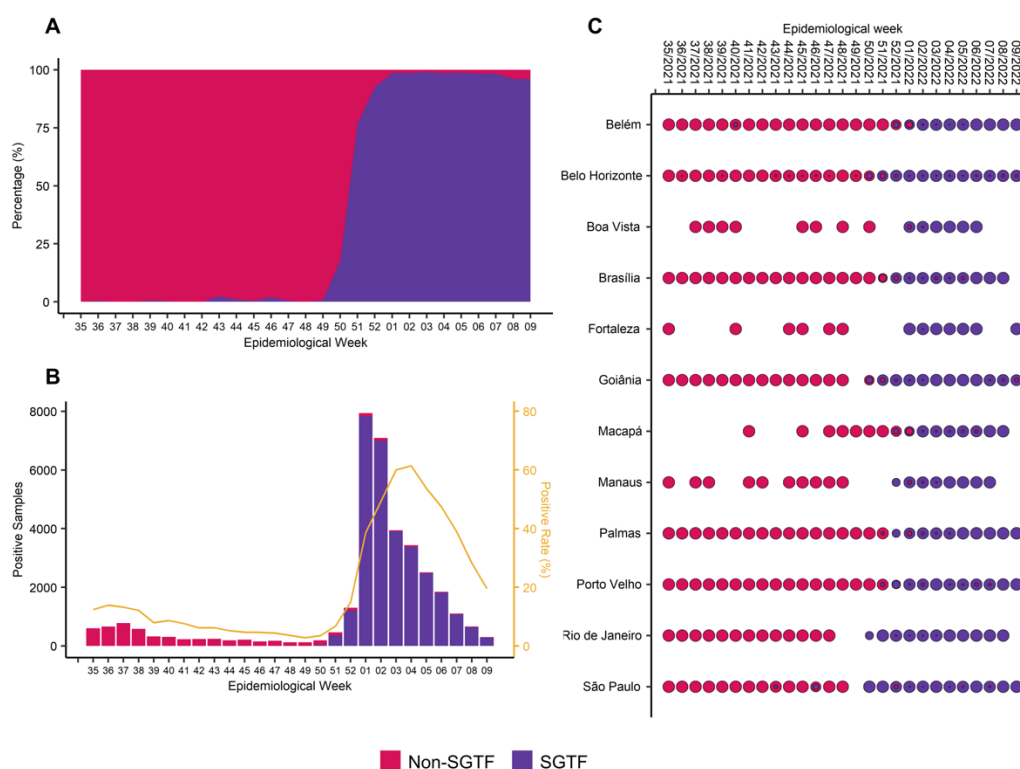 A
100
75
50
25
0
Percentage (%)
35 36 37 38 39 40 41 42 43 44 45 46 47 48 49 50 51 52 01 02 03 04 05 06 07 08 09
Epidemiological Week
B
8000
6000
4000
2000
0
Positive Samples
80
60
40
20
0
Positive Rate (%)
35 36 37 38 39 40 41 42 43 44 45 46 47 48 49 50 51 52 01 02 03 04 05 06 07 08 09
Epidemiological Week
C
Epidemiological week
35/2021
36/2021
37/2021
38/2021
39/2021
40/2021
41/2021
42/2021
43/2021
44/2021
45/2021
46/2021
47/2021
48/2021
49/2021
50/2021
51/2021
52/2021
01/2022
02/2022
03/2022
04/2022
05/2022
06/2022
07/2022
08/2022
09/2022
Belém
Belo Horizonte
Boa Vista
Brasília
Fortaleza
Goiânia
Macapá
Manaus
Palmas
Porto Velho
Rio de Janeiro
São Paulo
Non-SGTF SGTF